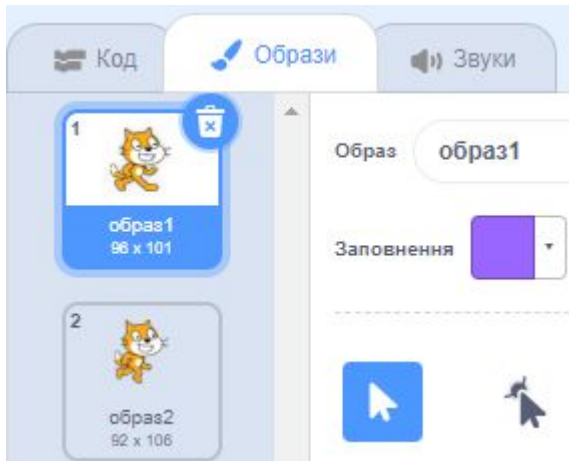 Код
Образи
Звуки
1
образ1
96 x 101
2
образ2
92 x 106
Образ
образ1
Заповнення